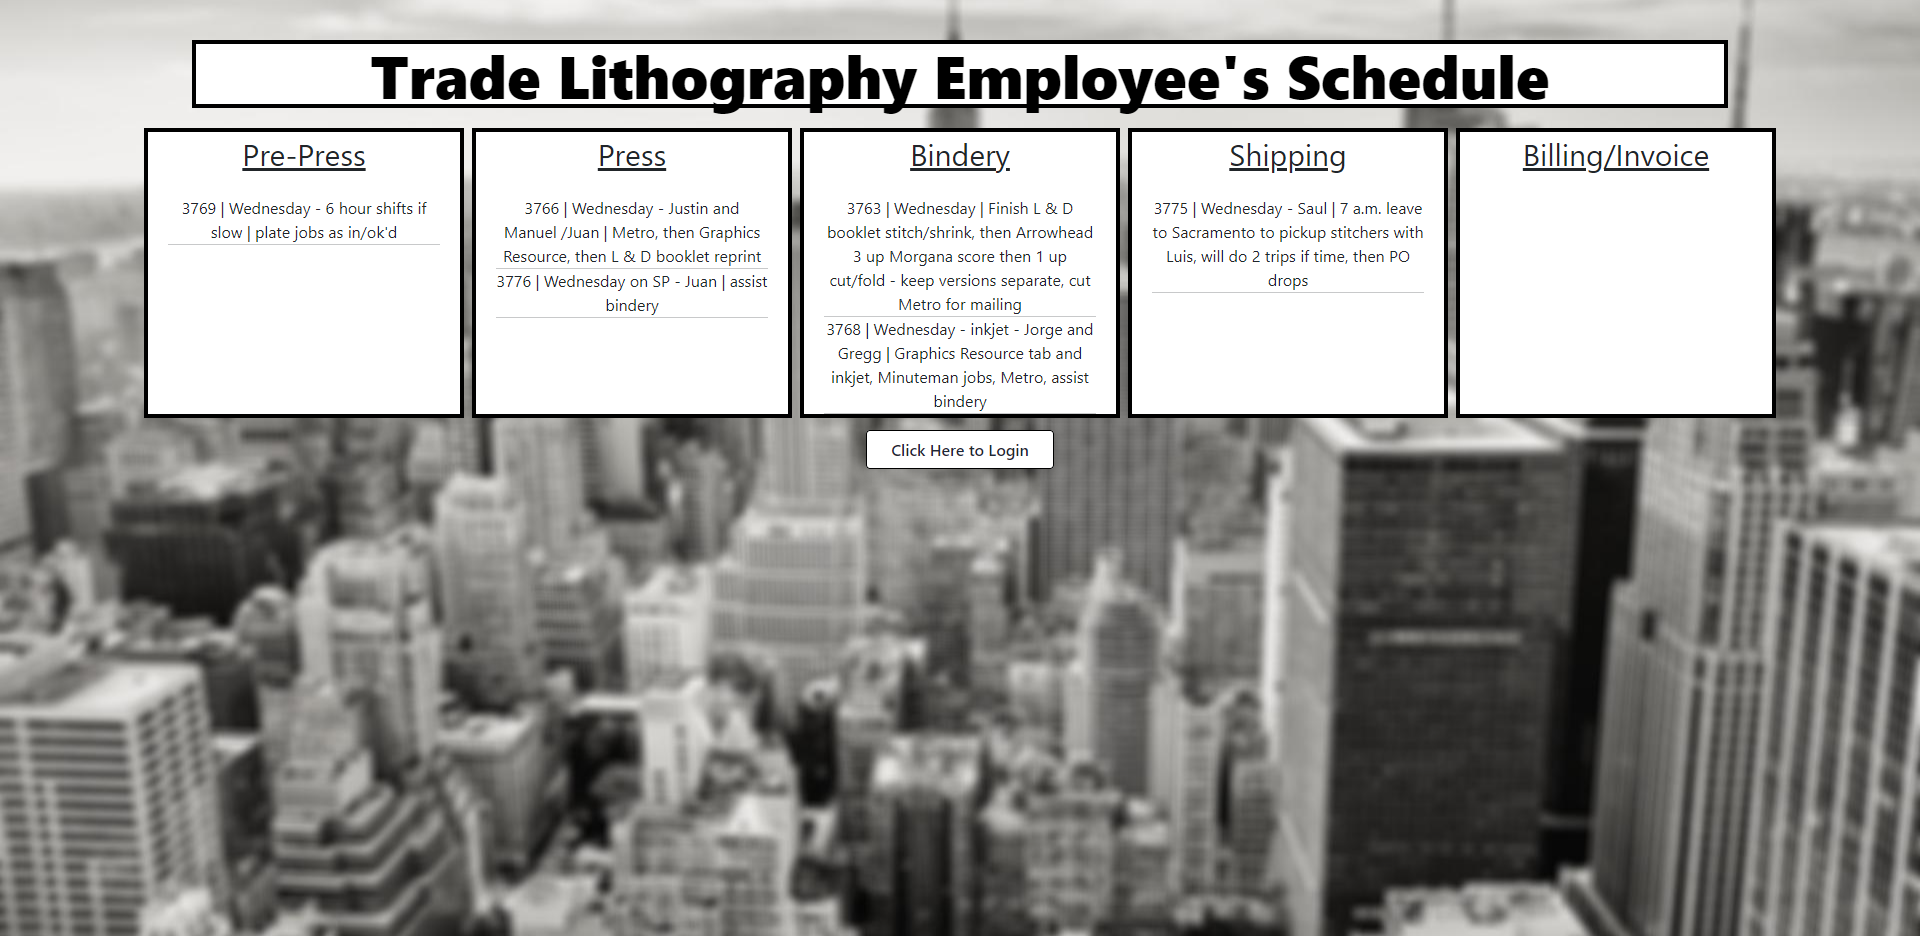 Trade Lithography Employee's Schedule
Pre-Press
3769 | Wednesday - 6 hour shifts if
slow | plate jobs as in/ok'd
Press
3766 | Wednesday - Justin and
Manuel /Juan | Metro, then Graphics
Resource, then L & D booklet reprint
3776 | Wednesday on SP - Juan | assist
bindery
Bindery
3763 | Wednesday | Finish L & D
booklet stitch/shrink, then Arrowhead
3 up Morgana score then 1 up
cut/fold - keep versions separate, cut
Metro for mailing
3768 | Wednesday - inkjet - Jorge and
Gregg | Graphics Resource tab and
inkjet, Minuteman jobs, Metro, assist
bindery
Shipping
3775 | Wednesday - Saul | 7 a.m. leave
to Sacramento to pickup stitchers with
Luis, will do 2 trips if time, then PO
drops
Billing/Invoice
Click Here to Login